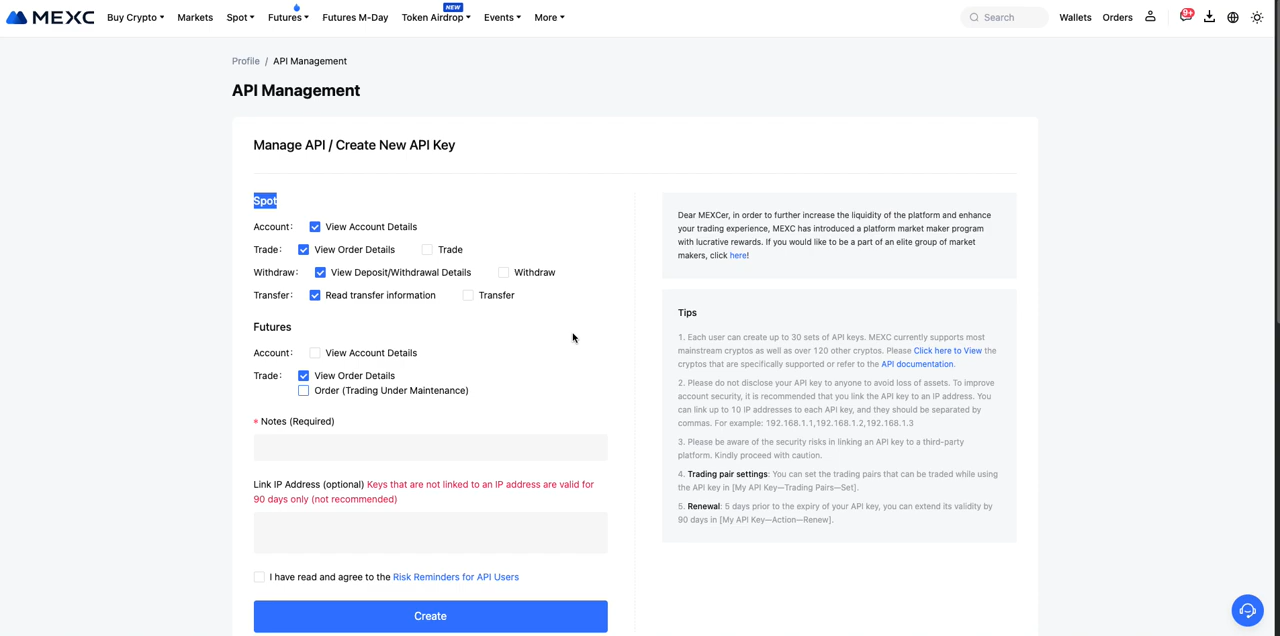 MEXC Buy Crypto Markets Spot Futures Futures M-Day Token Airdrop NEW Events More Search Wallets Orders 9+
Profile / API Management
API Management
Manage API / Create New API Key
Spot
Account: View Account Details
Trade: View Order Details Trade
Withdraw: View Deposit/Withdrawal Details Withdraw
Transfer: Read transfer information Transfer
Futures
Account: View Account Details
Trade: View Order Details
Order (Trading Under Maintenance)
* Notes (Required)
Link IP Address (optional) Keys that are not linked to an IP address are valid for
90 days only (not recommended)
I have read and agree to the Risk Reminders for API Users
Create
Dear MEXCer, in order to further increase the liquidity of the platform and enhance
your trading experience, MEXC has introduced a platform market maker program
with lucrative rewards. If you would like to be a part of an elite group of market
makers, click here!
Tips
1. Each user can create up to 30 sets of API keys. MEXC currently supports most
mainstream cryptos as well as over 120 other cryptos. Please Click here to View the
cryptos that are specifically supported or refer to the API documentation.
2. Please do not disclose your API key to anyone to avoid loss of assets. To improve
account security, it is recommended that you link the API key to an IP address. You
can link up to 10 IP addresses to each API key, and they should be separated by
commas. For example: 192.168.1.1,192.168.1.2,192.168.1.3
3. Please be aware of the security risks in linking an API key to a third-party
platform. Kindly proceed with caution.
4. Trading pair settings: You can set the trading pairs that can be traded while using
the API key in [My API Key—Trading Pairs—Set].
5. Renewal: 5 days prior to the expiry of your API key, you can extend its validity by
90 days in [My API Key—Action—Renew].